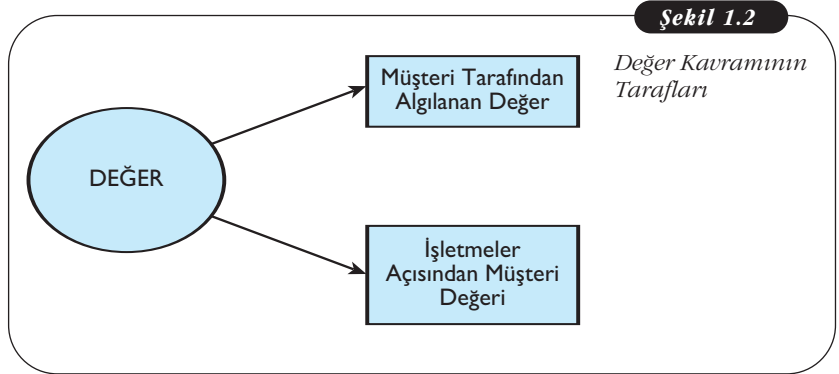 Şekil 1.2
Değer Kavramının
Tarafları
Müşteri Tarafından
Algılanan Değer
DEĞER
İşletmeler
Açısından Müşteri
Değeri